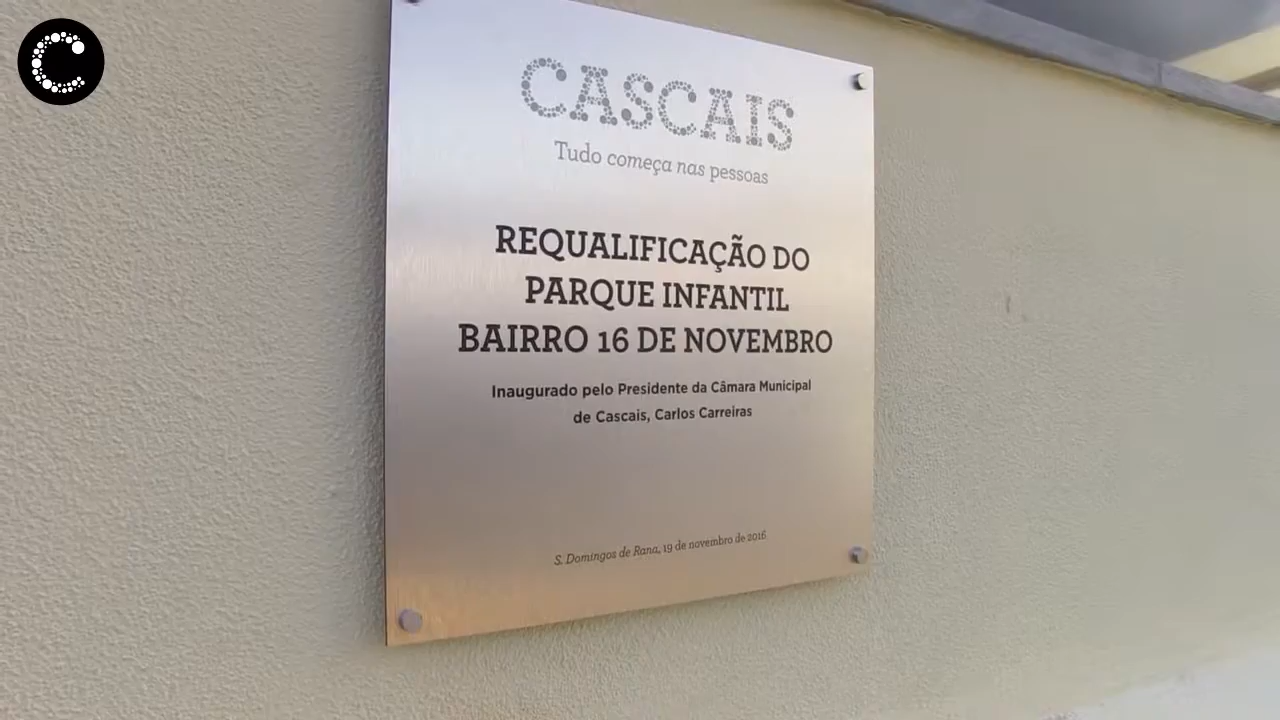 C
CASCAIS
Tudo começa nas pessoas
REQUALIFICAÇÃO DO
PARQUE INFANTIL
BAIRRO 16 DE NOVEMBRO
Inaugurado pelo Presidente da Câmara Municipal
de Cascais, Carlos Carreiras
S. Domingos de Rana, 19 de novembro de 2016